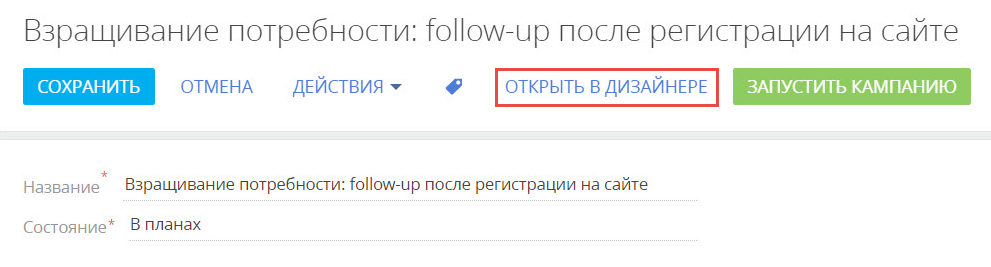 Взращивание потребности: follow-up после регистрации на сайте
СОХРАНИТЬ ОТМЕНА ДЕЙСТВИЯ ОТКРЫТЬ В ДИЗАЙНЕРЕ ЗАПУСТИТЬ КАМПАНИЮ
Название* Взращивание потребности: follow-up после регистрации на сайте
Состояние* В планах